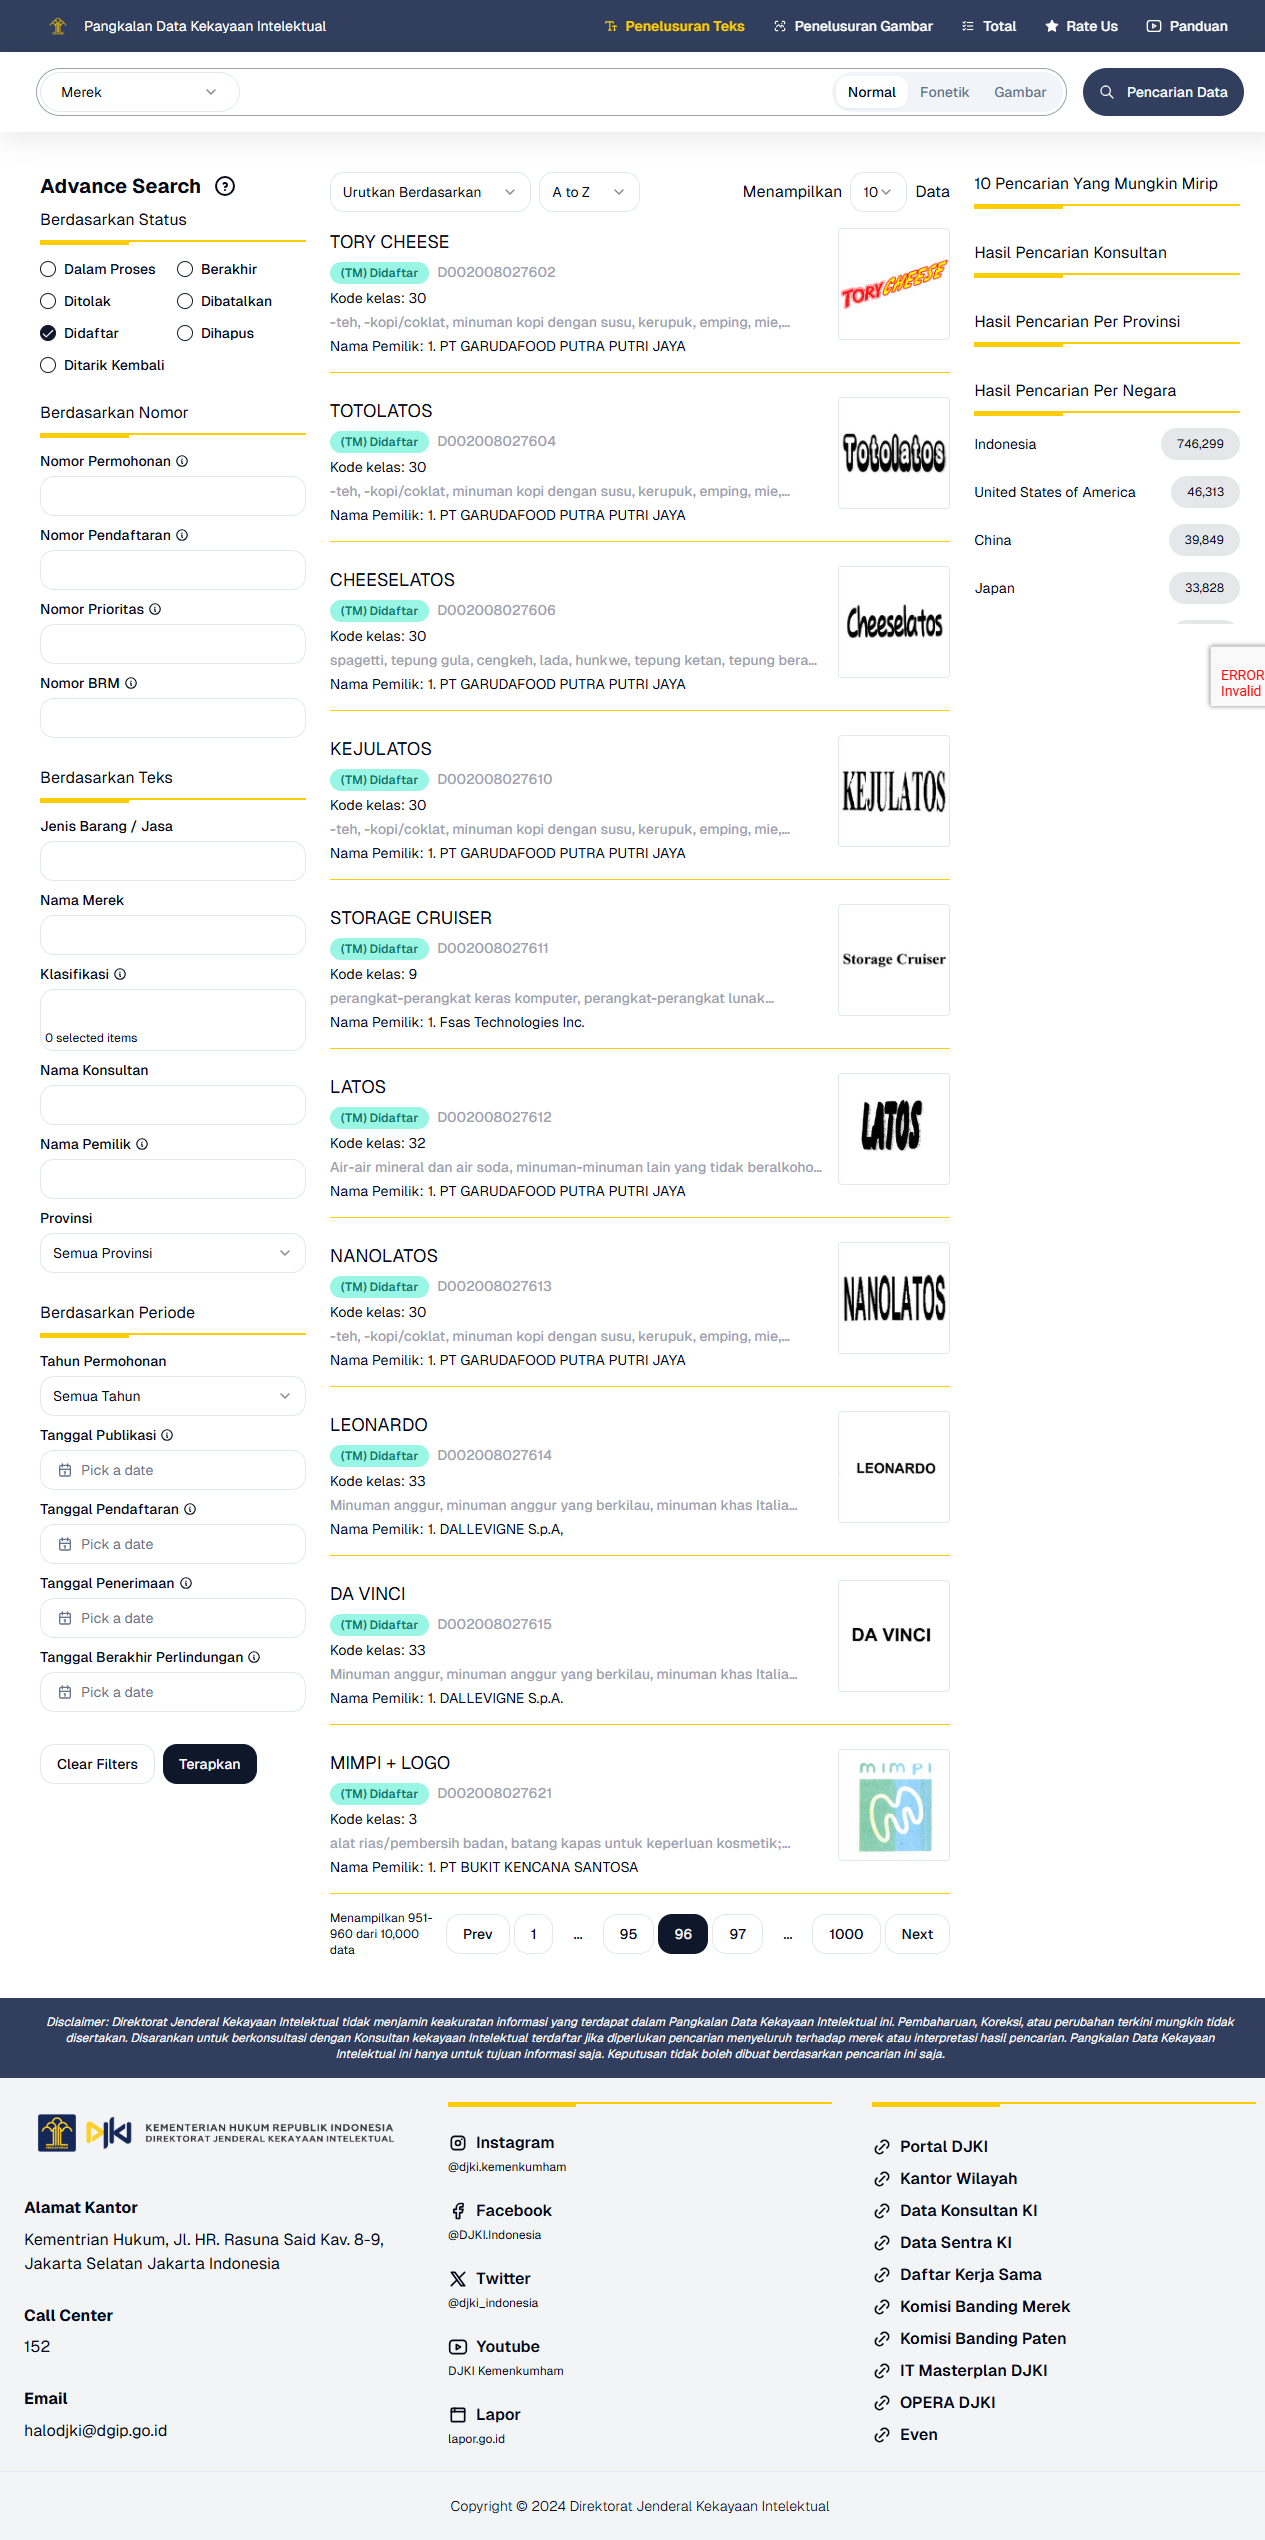 Pangkalan Data Kekayaan Intelektual
Penelusuran Teks
Penelusuran Gambar
Total
Rate Us
Panduan
Merek
Normal
Fonetik
Gambar
Pencarian Data
Advance Search
Berdasarkan Status
Dalam Proses
Berakhir
Ditolak
Dibatalkan
Didaftar
Dihapus
Ditarik Kembali
Berdasarkan Nomor
Nomor Permohonan
Nomor Pendaftaran
Nomor Prioritas
Nomor BRM
Berdasarkan Teks
Jenis Barang / Jasa
Nama Merek
Klasifikasi
0 selected items
Nama Konsultan
Nama Pemilik
Provinsi
Semua Provinsi
Berdasarkan Periode
Tahun Permohonan
Semua Tahun
Tanggal Publikasi
Pick a date
Tanggal Pendaftaran
Pick a date
Tanggal Penerimaan
Pick a date
Tanggal Berakhir Perlindungan
Pick a date
Clear Filters
Terapkan
Urutkan Berdasarkan
A to Z
Menampilkan
10
Data
TORY CHEESE
(TM) Didaftar D002008027602
Kode kelas: 30
-teh, -kopi/coklat, minuman kopi dengan susu, kerupuk, emping, mie,...
Nama Pemilik: 1. PT GARUDAFOOD PUTRA PUTRI JAYA
TORY CHEESE
TOTOLATOS
(TM) Didaftar D002008027604
Kode kelas: 30
-teh, -kopi/coklat, minuman kopi dengan susu, kerupuk, emping, mie,...
Nama Pemilik: 1. PT GARUDAFOOD PUTRA PUTRI JAYA
Totolatos
CHEESELATOS
(TM) Didaftar D002008027606
Kode kelas: 30
spagetti, tepung gula, cengkeh, lada, hunkwe, tepung ketan, tepung bera...
Nama Pemilik: 1. PT GARUDAFOOD PUTRA PUTRI JAYA
Cheeselatos
KEJULATOS
(TM) Didaftar D002008027610
Kode kelas: 30
-teh, -kopi/coklat, minuman kopi dengan susu, kerupuk, emping, mie,...
Nama Pemilik: 1. PT GARUDAFOOD PUTRA PUTRI JAYA
KEJULATOS
STORAGE CRUISER
(TM) Didaftar D002008027611
Kode kelas: 9
perangkat-perangkat keras komputer, perangkat-perangkat lunak...
Nama Pemilik: 1. Fsas Technologies Inc.
Storage Cruiser
LATOS
(TM) Didaftar D002008027612
Kode kelas: 32
Air-air mineral dan air soda, minuman-minuman lain yang tidak beralkoho...
Nama Pemilik: 1. PT GARUDAFOOD PUTRA PUTRI JAYA
LATOS
NANOLATOS
(TM) Didaftar D002008027613
Kode kelas: 30
-teh, -kopi/coklat, minuman kopi dengan susu, kerupuk, emping, mie,...
Nama Pemilik: 1. PT GARUDAFOOD PUTRA PUTRI JAYA
NANOLATOS
LEONARDO
(TM) Didaftar D002008027614
Kode kelas: 33
Minuman anggur, minuman anggur yang berkilau, minuman khas Italia...
Nama Pemilik: 1. DALLEVIGNE S.p.A,
LEONARDO
DA VINCI
(TM) Didaftar D002008027615
Kode kelas: 33
Minuman anggur, minuman anggur yang berkilau, minuman khas Italia...
Nama Pemilik: 1. DALLEVIGNE S.p.A.
DA VINCI
MIMPI + LOGO
(TM) Didaftar D002008027621
Kode kelas: 3
alat rias/pembersih badan, batang kapas untuk keperluan kosmetik;...
Nama Pemilik: 1. PT BUKIT KENCANA SANTOSA
MIMPI
Menampilkan 951-
960 dari 10,000
data
Prev 1 ... 95 96 97 ... 1000 Next
10 Pencarian Yang Mungkin Mirip
Hasil Pencarian Konsultan
Hasil Pencarian Per Provinsi
Hasil Pencarian Per Negara
Indonesia 746,299
United States of America 46,313
China 39,849
Japan 33,828
ERROR
Invalid
Disclaimer: Direktorat Jenderal Kekayaan Intelektual tidak menjamin keakuratan informasi yang terdapat dalam Pangkalan Data Kekayaan Intelektual ini. Pembaharuan, Koreksi, atau perubahan terkini mungkin tidak
disertakan. Disarankan untuk berkonsultasi dengan Konsultan kekayaan Intelektual terdaftar jika diperlukan pencarian menyeluruh terhadap merek atau interpretasi hasil pencarian. Pangkalan Data Kekayaan
Intelektual ini hanya untuk tujuan informasi saja. Keputusan tidak boleh dibuat berdasarkan pencarian ini saja.
DJKI
KEMENTERIAN HUKUM REPUBLIK INDONESIA
DIREKTORAT JENDERAL KEKAYAAN INTELEKTUAL
Alamat Kantor
Kementrian Hukum, Jl. HR. Rasuna Said Kav. 8-9,
Jakarta Selatan Jakarta Indonesia
Call Center
152
Email
halodjki@dgip.go.id
Instagram
@djki.kemenkumham
Facebook
@DJKI.Indonesia
Twitter
@djki_indonesia
Youtube
DJKI Kemenkumham
Lapor
lapor.go.id
Portal DJKI
Kantor Wilayah
Data Konsultan KI
Data Sentra KI
Daftar Kerja Sama
Komisi Banding Merek
Komisi Banding Paten
IT Masterplan DJKI
OPERA DJKI
Even
Copyright © 2024 Direktorat Jenderal Kekayaan Intelektual